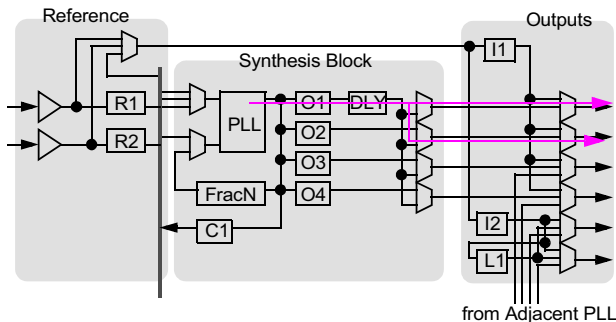 Reference
Outputs
Synthesis Block
I1
R1
O1
DLY
PLL
O2
R2
O3
FracN
O4
C1
I2
L1
from Adjacent PLL